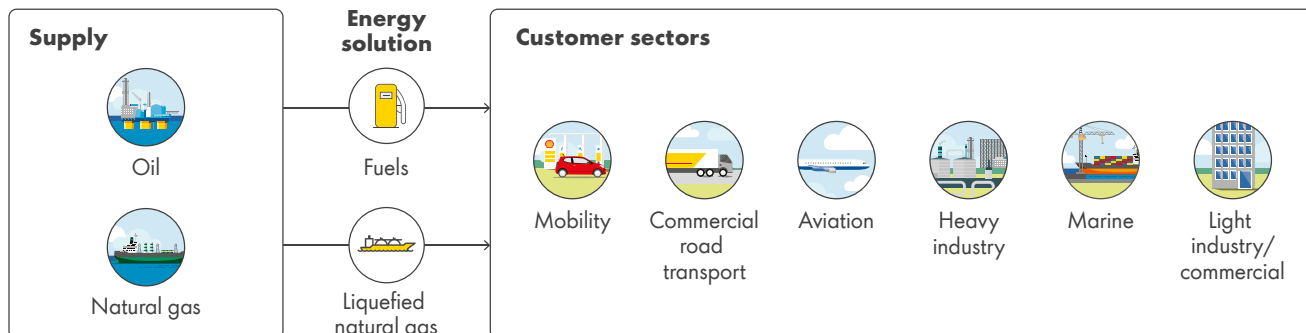 Supply
Energy
solution
Customer sectors
Oil
Fuels
Mobility
Commercial
road
transport
Aviation
Heavy
industry
Marine
Light
industry/
commercial
Natural gas
Liquefied
natural gas